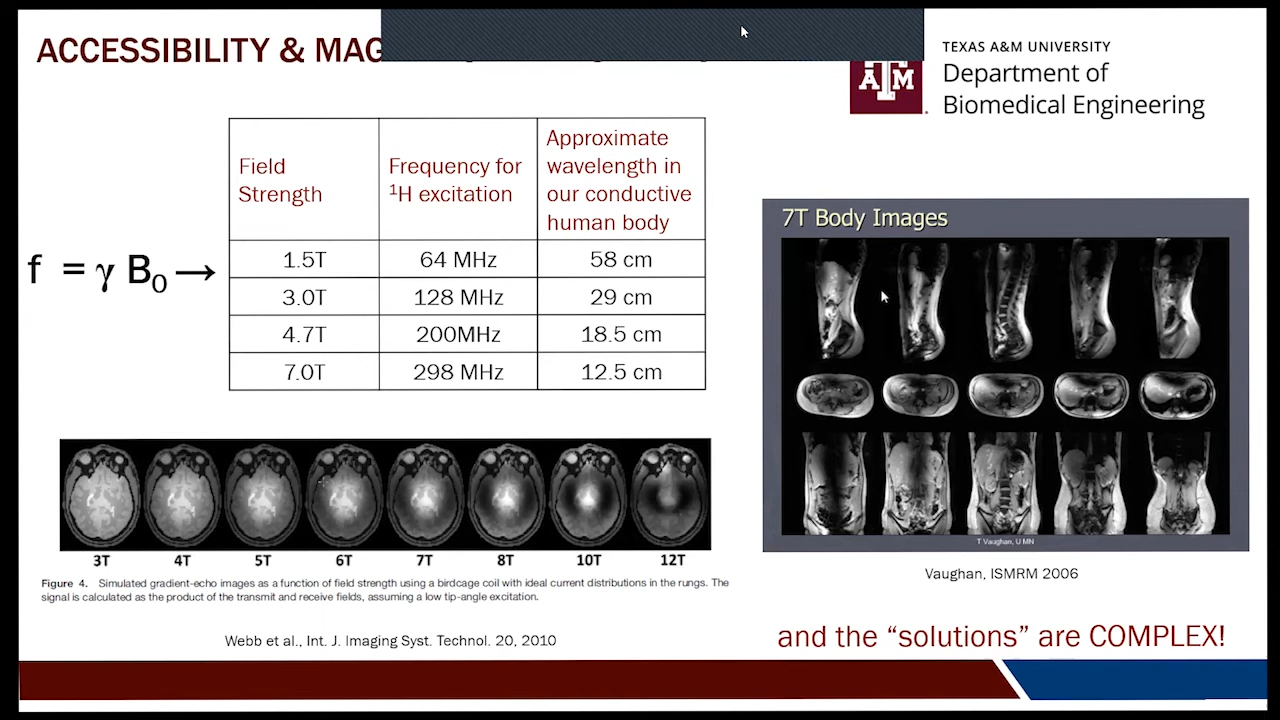 ACCESSIBILITY & MAG
TEXAS A&M UNIVERSITY
Department of
Biomedical Engineering
A&M
f = γ B₀ →
Field Strength | Frequency for ¹H excitation | Approximate wavelength in our conductive human body
1.5T | 64 MHz | 58 cm
3.0T | 128 MHz | 29 cm
4.7T | 200MHz | 18.5 cm
7.0T | 298 MHz | 12.5 cm
7T Body Images
T Vaughan, U MN
Vaughan, ISMRM 2006
3T 4T 5T 6T 7T 8T 10T 12T
Figure 4. Simulated gradient-echo images as a function of field strength using a birdcage coil with ideal current distributions in the rungs. The
signal is calculated as the product of the transmit and receive fields, assuming a low tip-angle excitation.
Webb et al., Int. J. Imaging Syst. Technol. 20, 2010
and the “solutions” are COMPLEX!